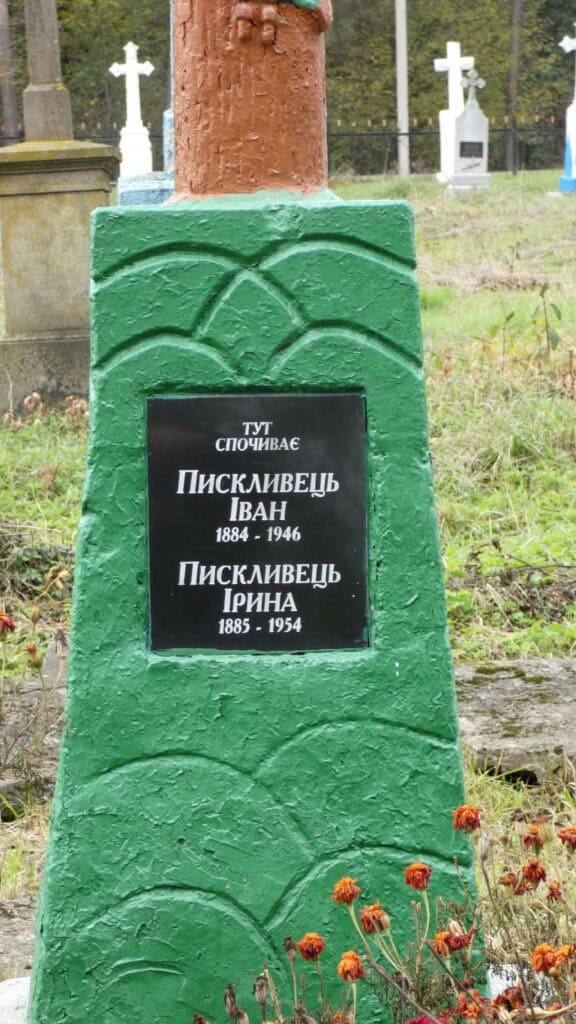 ТУТ
СПОЧИВАЄ
ПИСКЛИВЕЦЬ
ІВАН
1884 - 1946
ПИСКЛИВЕЦЬ
ІРИНА
1885 - 1954